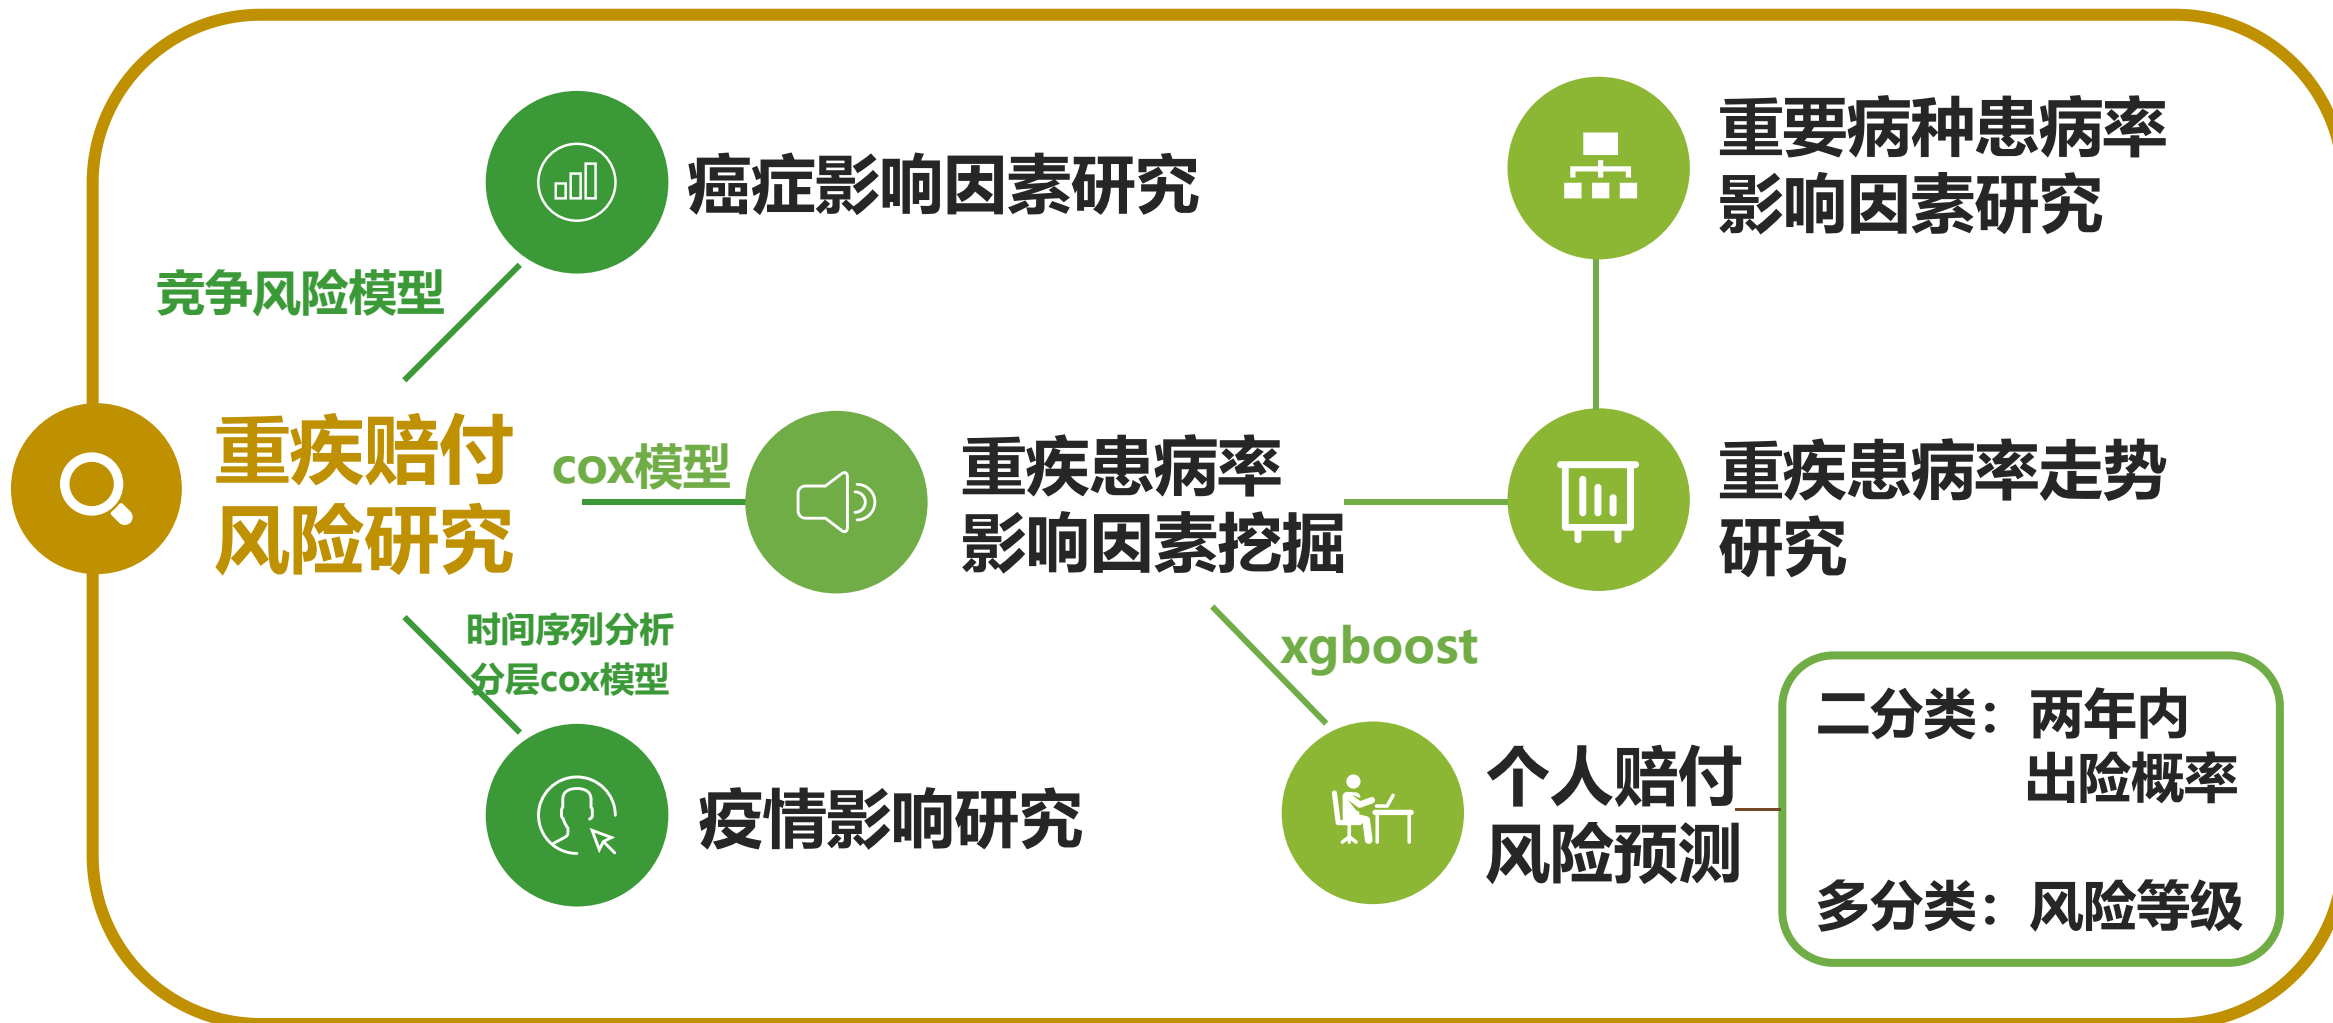 癌症影响因素研究
重要病种患病率
影响因素研究
竞争风险模型
重疾赔付
风险研究
cox模型
重疾患病率
影响因素挖掘
重疾患病率走势
研究
时间序列分析
分层cox模型
xgboost
疫情影响研究
个人赔付
风险预测
二分类：两年内
出险概率
多分类：风险等级